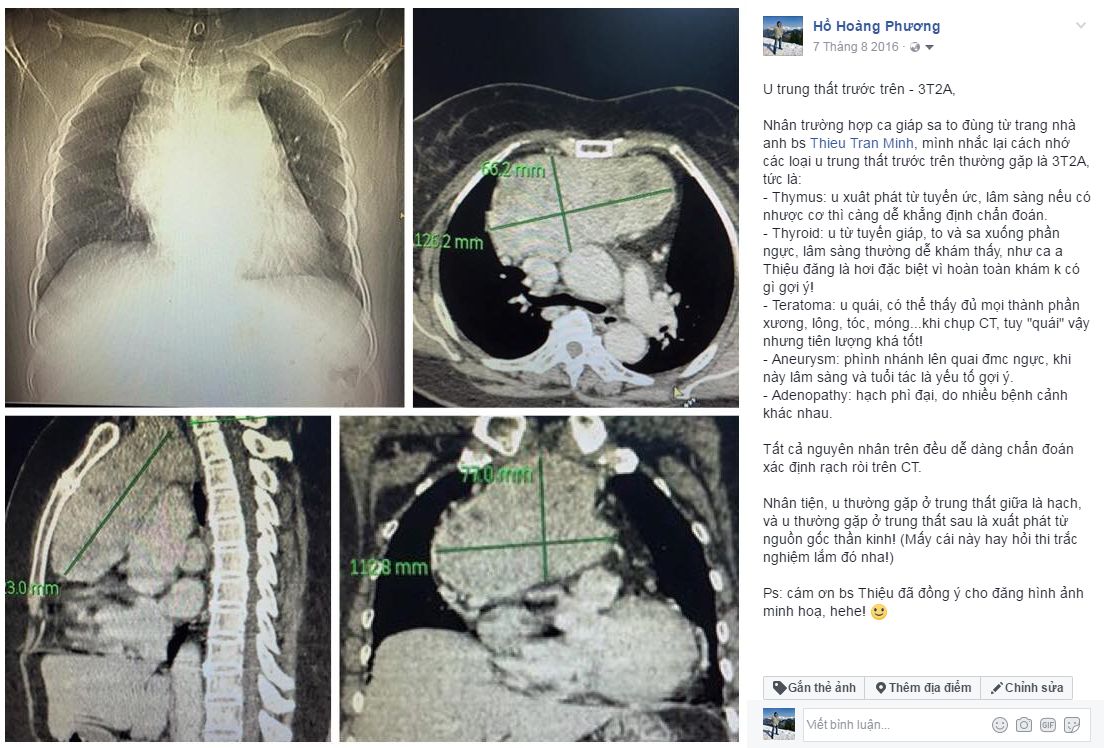 66.2 mm
126.2 mm
3.0 mm
77.0 mm
112.8 mm
Hồ Hoàng Phương
7 Tháng 8 2016 ·
U trung thất trước trên - 3T2A,
Nhân trường hợp ca giáp sa to đùng từ trang nhà
anh bs Thieu Tran Minh, mình nhắc lại cách nhớ
các loại u trung thất trước trên thường gặp là 3T2A,
tức là:
- Thymus: u xuất phát từ tuyến ức, lâm sàng nếu có
nhược cơ thì càng dễ khẳng định chẩn đoán.
- Thyroid: u từ tuyến giáp, to và sa xuống phần
ngực, lâm sàng thường dễ khám thấy, như ca a
Thiệu đăng là hơi đặc biệt vì hoàn toàn khám k có
gì gợi ý!
- Teratoma: u quái, có thể thấy đủ mọi thành phần
xương, lông, tóc, móng...khi chụp CT, tuy "quái" vậy
nhưng tiên lượng khá tốt!
- Aneurysm: phình nhánh lên quai đmc ngực, khi
này lâm sàng và tuổi tác là yếu tố gợi ý.
- Adenopathy: hạch phì đại, do nhiều bệnh cảnh
khác nhau.
Tất cả nguyên nhân trên đều dễ dàng chẩn đoán
xác định rạch ròi trên CT.
Nhân tiện, u thường gặp ở trung thất giữa là hạch,
và u thường gặp ở trung thất sau là xuất phát từ
nguồn gốc thần kinh! (Mấy cái này hay hỏi thi trắc
nghiệm lắm đó nha!)
Ps: cám ơn bs Thiệu đã đồng ý cho đăng hình ảnh
minh hoạ, hehe!
Gắn thẻ ảnh Thêm địa điểm Chỉnh sửa
Viết bình luận... GIF